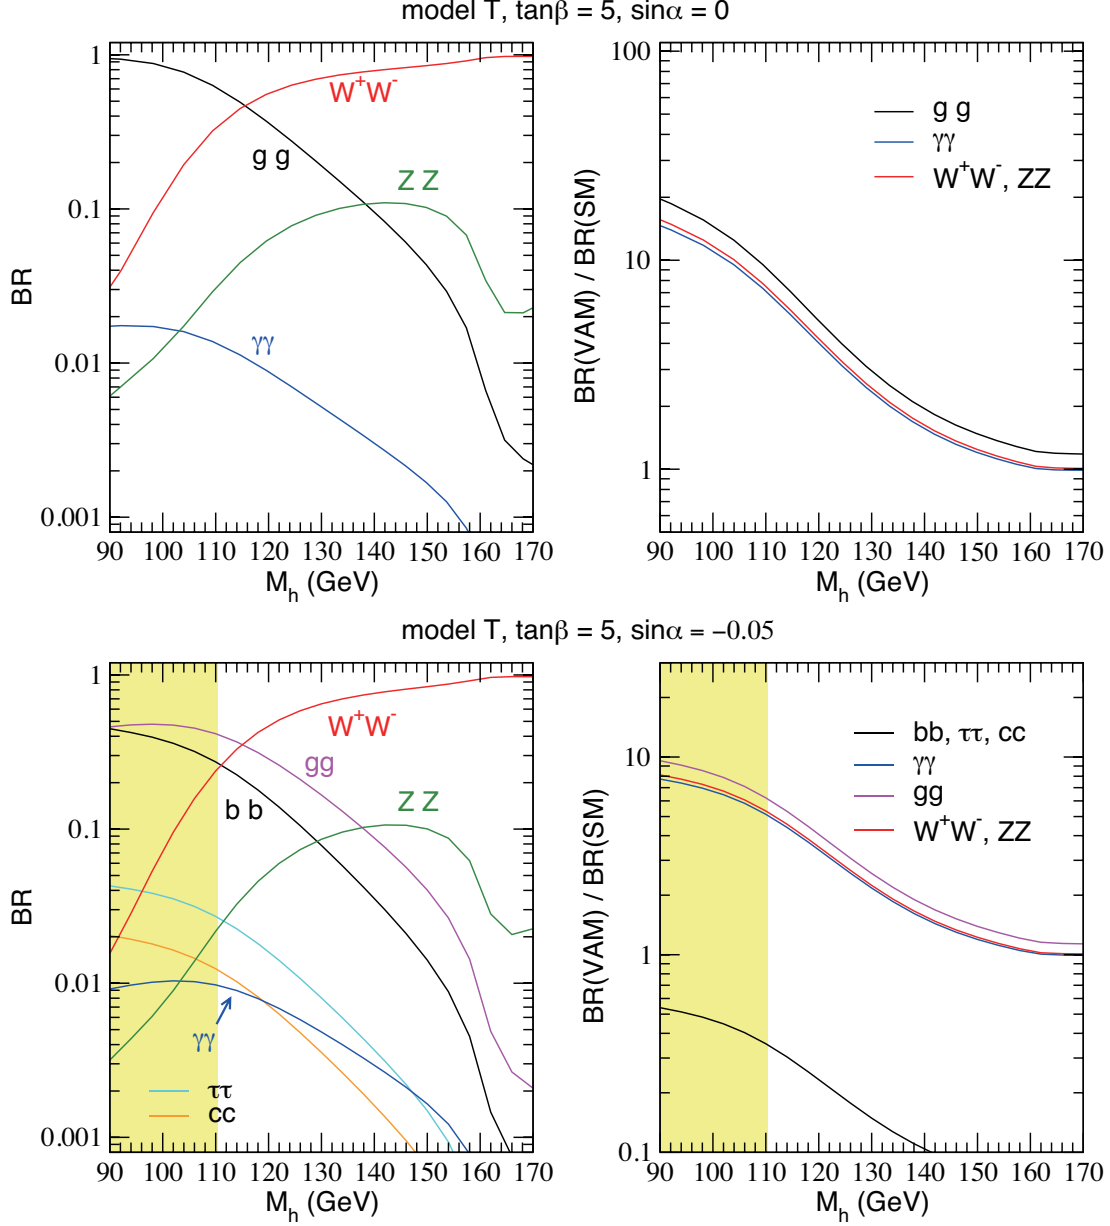 model T, tanβ = 5, sinα = 0
1
0.1
0.01
0.001
BR
W⁺W⁻
g g
Z Z
γγ
90 100 110 120 130 140 150 160 170
M_h (GeV)
100
10
1
BR(VAM) / BR(SM)
g g
γγ
W⁺W⁻, ZZ
90 100 110 120 130 140 150 160 170
M_h (GeV)
model T, tanβ = 5, sinα = −0.05
1
0.1
0.01
0.001
BR
W⁺W⁻
gg
b b
Z Z
γγ
ττ
cc
90 100 110 120 130 140 150 160 170
M_h (GeV)
10
1
0.1
BR(VAM) / BR(SM)
bb, ττ, cc
γγ
gg
W⁺W⁻, ZZ
90 100 110 120 130 140 150 160 170
M_h (GeV)